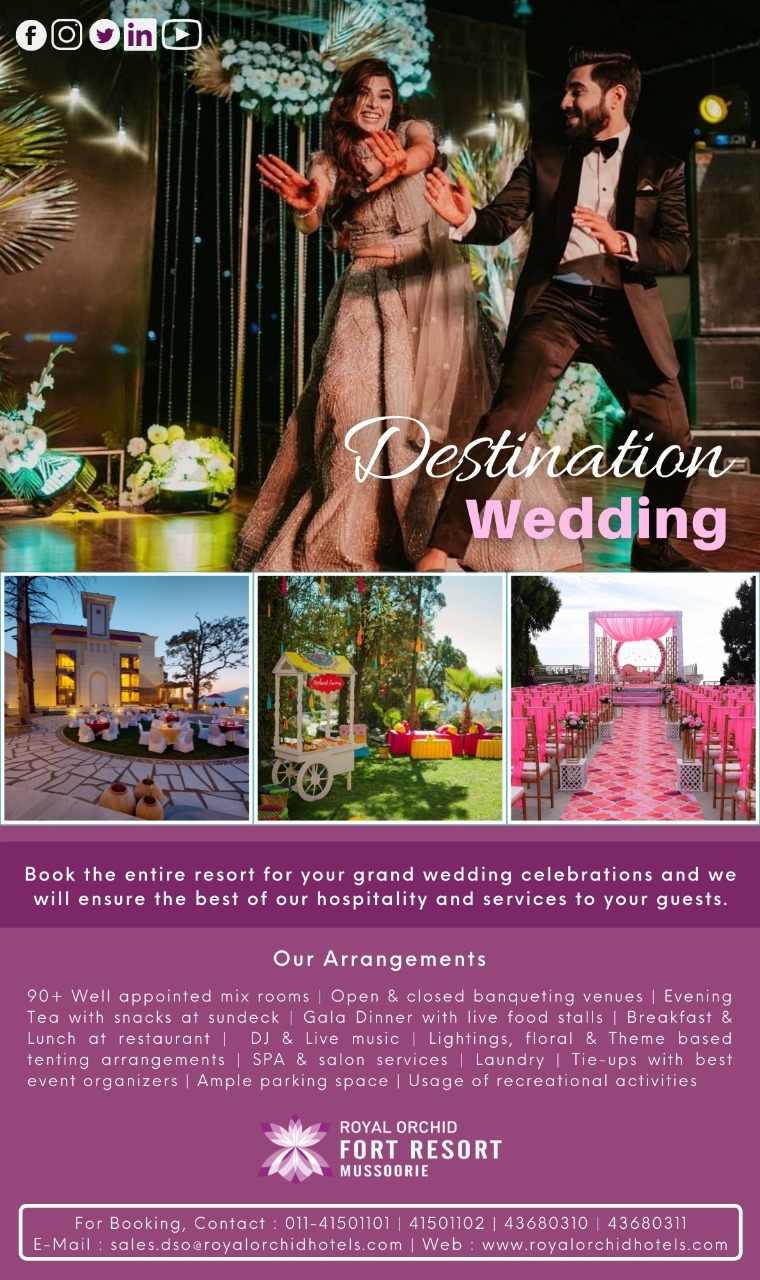 Destination
Wedding
Book the entire resort for your grand wedding celebrations and we
will ensure the best of our hospitality and services to your guests.
Our Arrangements
90+ Well appointed mix rooms | Open & closed banqueting venues | Evening
Tea with snacks at sundeck | Gala Dinner with live food stalls | Breakfast &
Lunch at restaurant | DJ & Live music | Lightings, floral & Theme based
tenting arrangements | SPA & salon services | Laundry | Tie-ups with best
event organizers | Ample parking space | Usage of recreational activities
ROYAL ORCHID
FORT RESORT
MUSSOORIE
For Booking, Contact : 011-41501101 | 41501102 | 43680310 | 43680311
E-Mail : sales.dso@royalorchidhotels.com | Web : www.royalorchidhotels.com